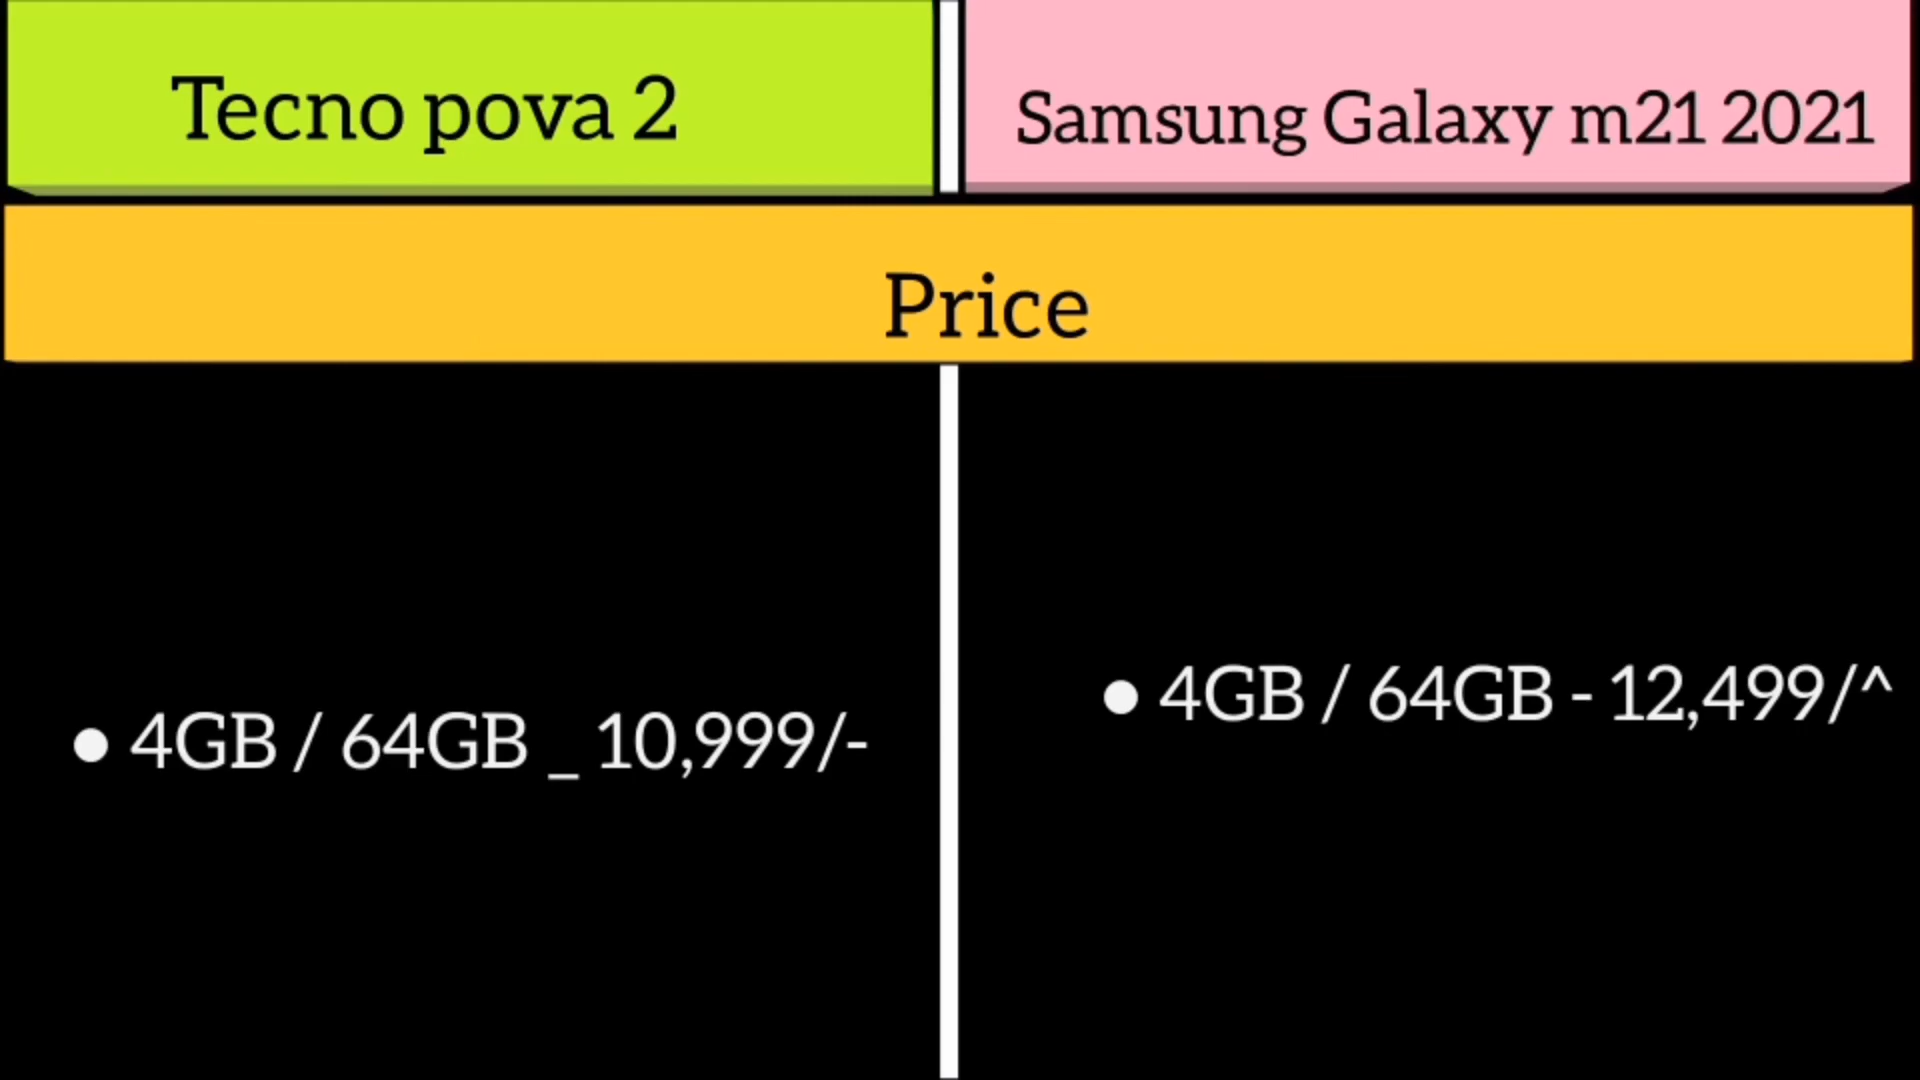 Tecno pova 2
Samsung Galaxy m21 2021
Price
• 4GB / 64GB _ 10,999/-
• 4GB / 64GB - 12,499/^